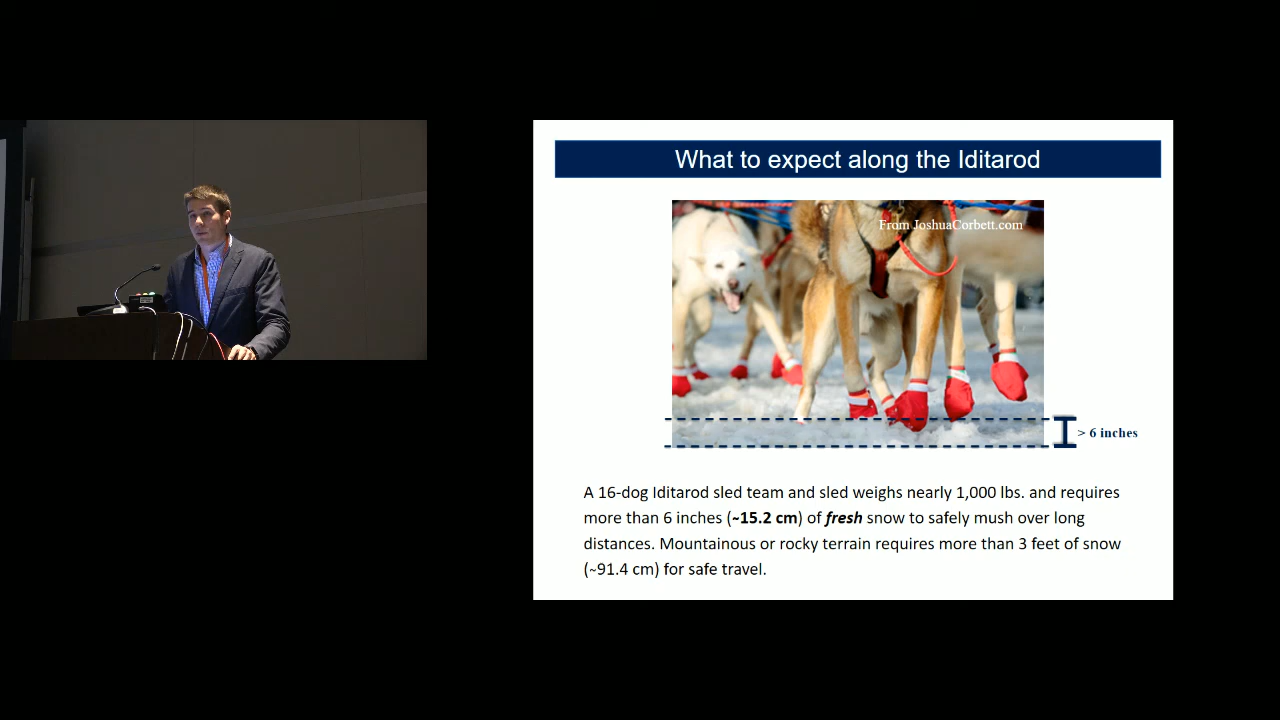 What to expect along the Iditarod
From JoshuaCorbett.com
> 6 inches
A 16-dog Iditarod sled team and sled weighs nearly 1,000 lbs. and requires
more than 6 inches (~15.2 cm) of fresh snow to safely mush over long
distances. Mountainous or rocky terrain requires more than 3 feet of snow
(~91.4 cm) for safe travel.